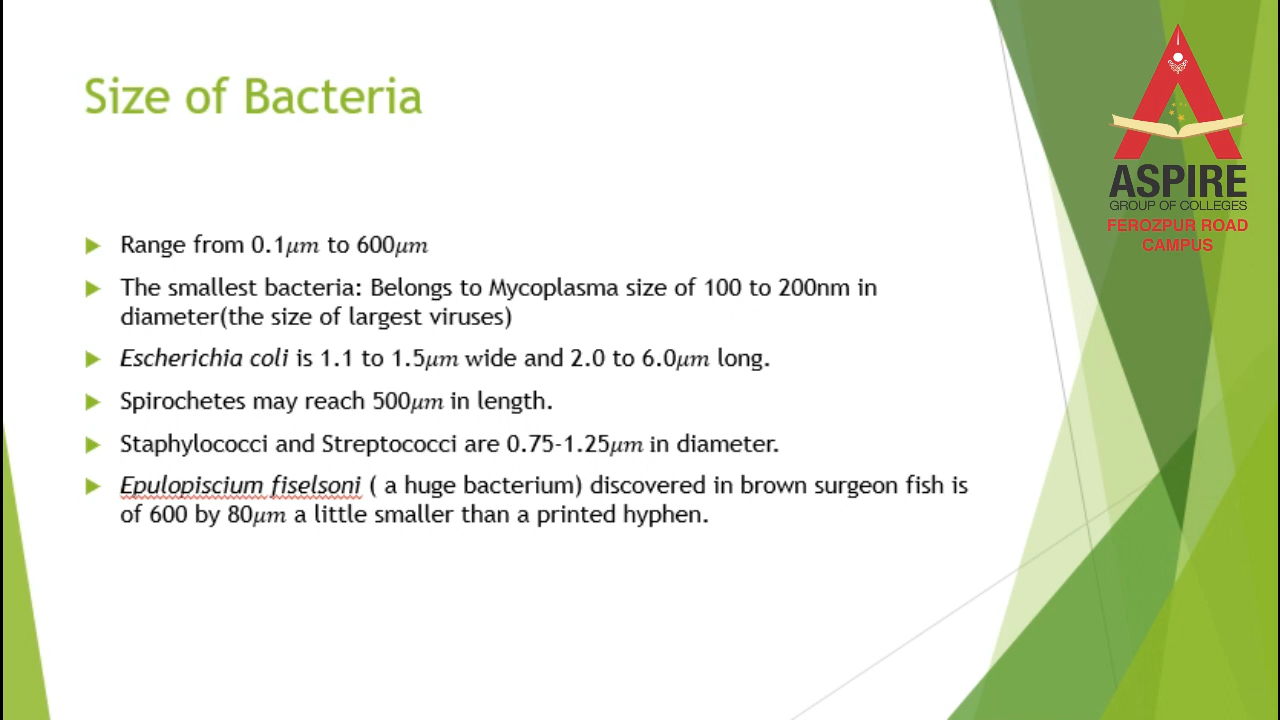 Size of Bacteria
ASPIRE
GROUP OF COLLEGES
FEROZPUR ROAD
CAMPUS
Range from 0.1μm to 600μm
The smallest bacteria: Belongs to Mycoplasma size of 100 to 200nm in
diameter(the size of largest viruses)
Escherichia coli is 1.1 to 1.5μm wide and 2.0 to 6.0μm long.
Spirochetes may reach 500μm in length.
Staphylococci and Streptococci are 0.75-1.25μm in diameter.
Epulopiscium fiselsoni ( a huge bacterium) discovered in brown surgeon fish is
of 600 by 80μm a little smaller than a printed hyphen.